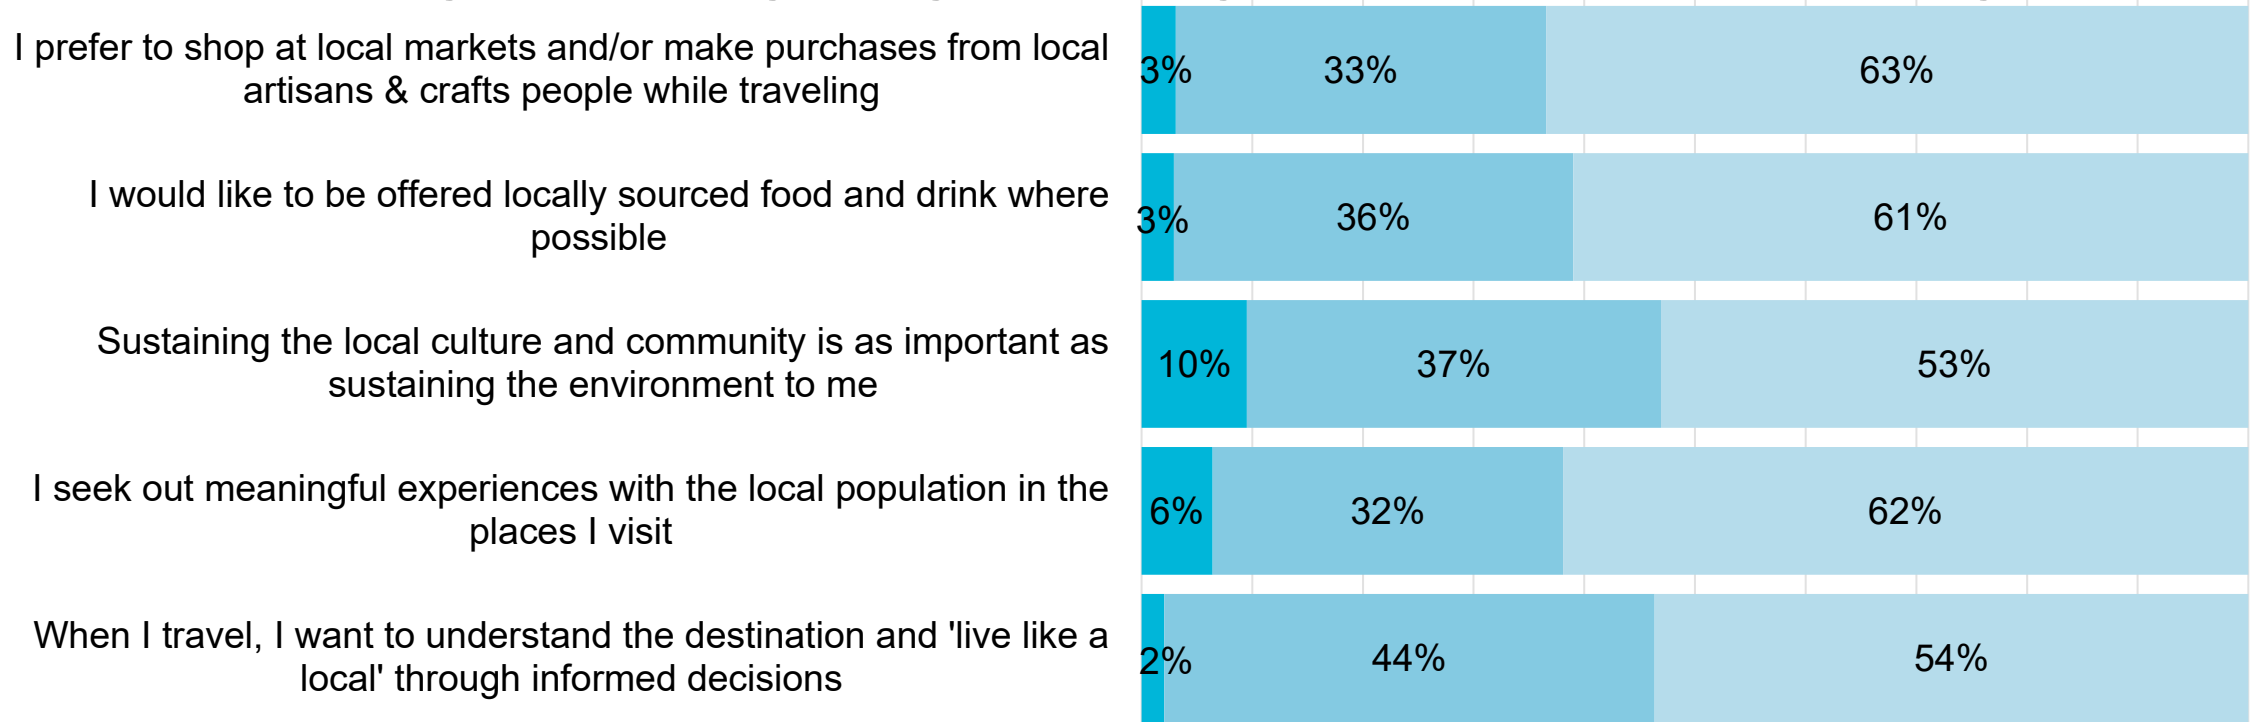 I prefer to shop at local markets and/or make purchases from local
artisans & crafts people while traveling
3% 33% 63%
I would like to be offered locally sourced food and drink where
possible
3% 36% 61%
Sustaining the local culture and community is as important as
sustaining the environment to me
10% 37% 53%
I seek out meaningful experiences with the local population in the
places I visit
6% 32% 62%
When I travel, I want to understand the destination and 'live like a
local' through informed decisions
2% 44% 54%